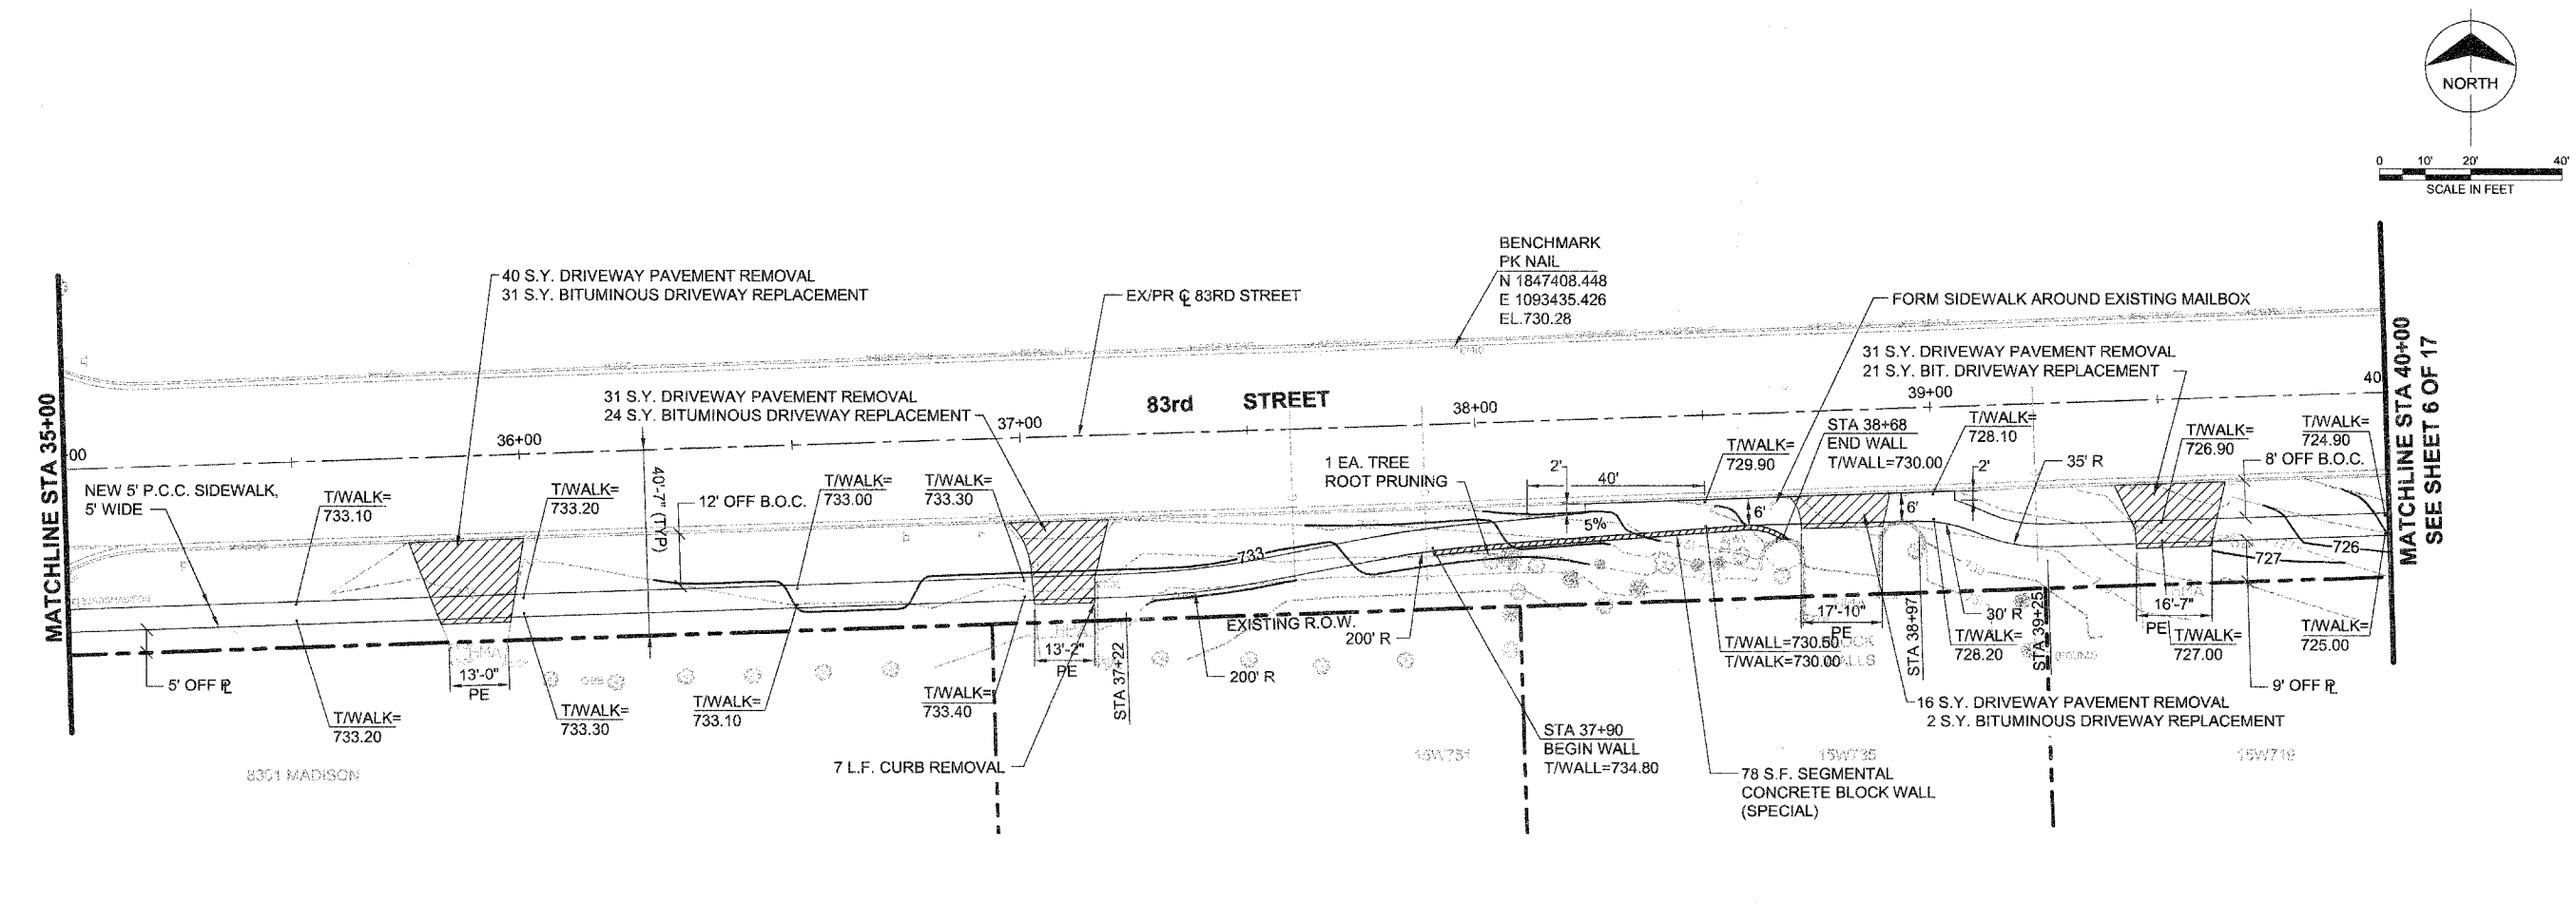 NORTH
0 10' 20' 40'
SCALE IN FEET
BENCHMARK
PK NAIL
N 1847408.448
E 1093435.426
EL.730.28
40 S.Y. DRIVEWAY PAVEMENT REMOVAL
31 S.Y. BITUMINOUS DRIVEWAY REPLACEMENT
EX/PR ℄ 83RD STREET
FORM SIDEWALK AROUND EXISTING MAILBOX
31 S.Y. DRIVEWAY PAVEMENT REMOVAL
21 S.Y. BIT. DRIVEWAY REPLACEMENT
31 S.Y. DRIVEWAY PAVEMENT REMOVAL
24 S.Y. BITUMINOUS DRIVEWAY REPLACEMENT
83rd STREET
MATCHLINE STA 35+00
MATCHLINE STA 40+00
SEE SHEET 6 OF 17
00
36+00
37+00
38+00
39+00
40
NEW 5' P.C.C. SIDEWALK,
5' WIDE
T/WALK=
733.10
T/WALK=
733.20
40'-7" (TYP)
12' OFF B.O.C.
T/WALK=
733.00
T/WALK=
733.30
1 EA. TREE
ROOT PRUNING
2'
40'
T/WALK=
729.90
STA 38+68
END WALL
T/WALL=730.00
T/WALK=
728.10
2'
35' R
T/WALK=
726.90
T/WALK=
724.90
8' OFF B.O.C.
733
5%
6'
6'
726
727
EXISTING R.O.W.
200' R
200' R
T/WALL=730.50
T/WALK=730.00
17'-10"
PE
STA 38+97
30' R
T/WALK=
728.20
STA 39+25
16'-7"
PE
T/WALK=
727.00
T/WALK=
725.00
5' OFF ⅊
13'-0"
PE
13'-2"
PE
STA 37+22
9' OFF ⅊
T/WALK=
733.20
T/WALK=
733.30
T/WALK=
733.10
T/WALK=
733.40
16 S.Y. DRIVEWAY PAVEMENT REMOVAL
2 S.Y. BITUMINOUS DRIVEWAY REPLACEMENT
STA 37+90
BEGIN WALL
T/WALL=734.80
7 L.F. CURB REMOVAL
78 S.F. SEGMENTAL
CONCRETE BLOCK WALL
(SPECIAL)
8301 MADISON
15W751
15W735
15W719